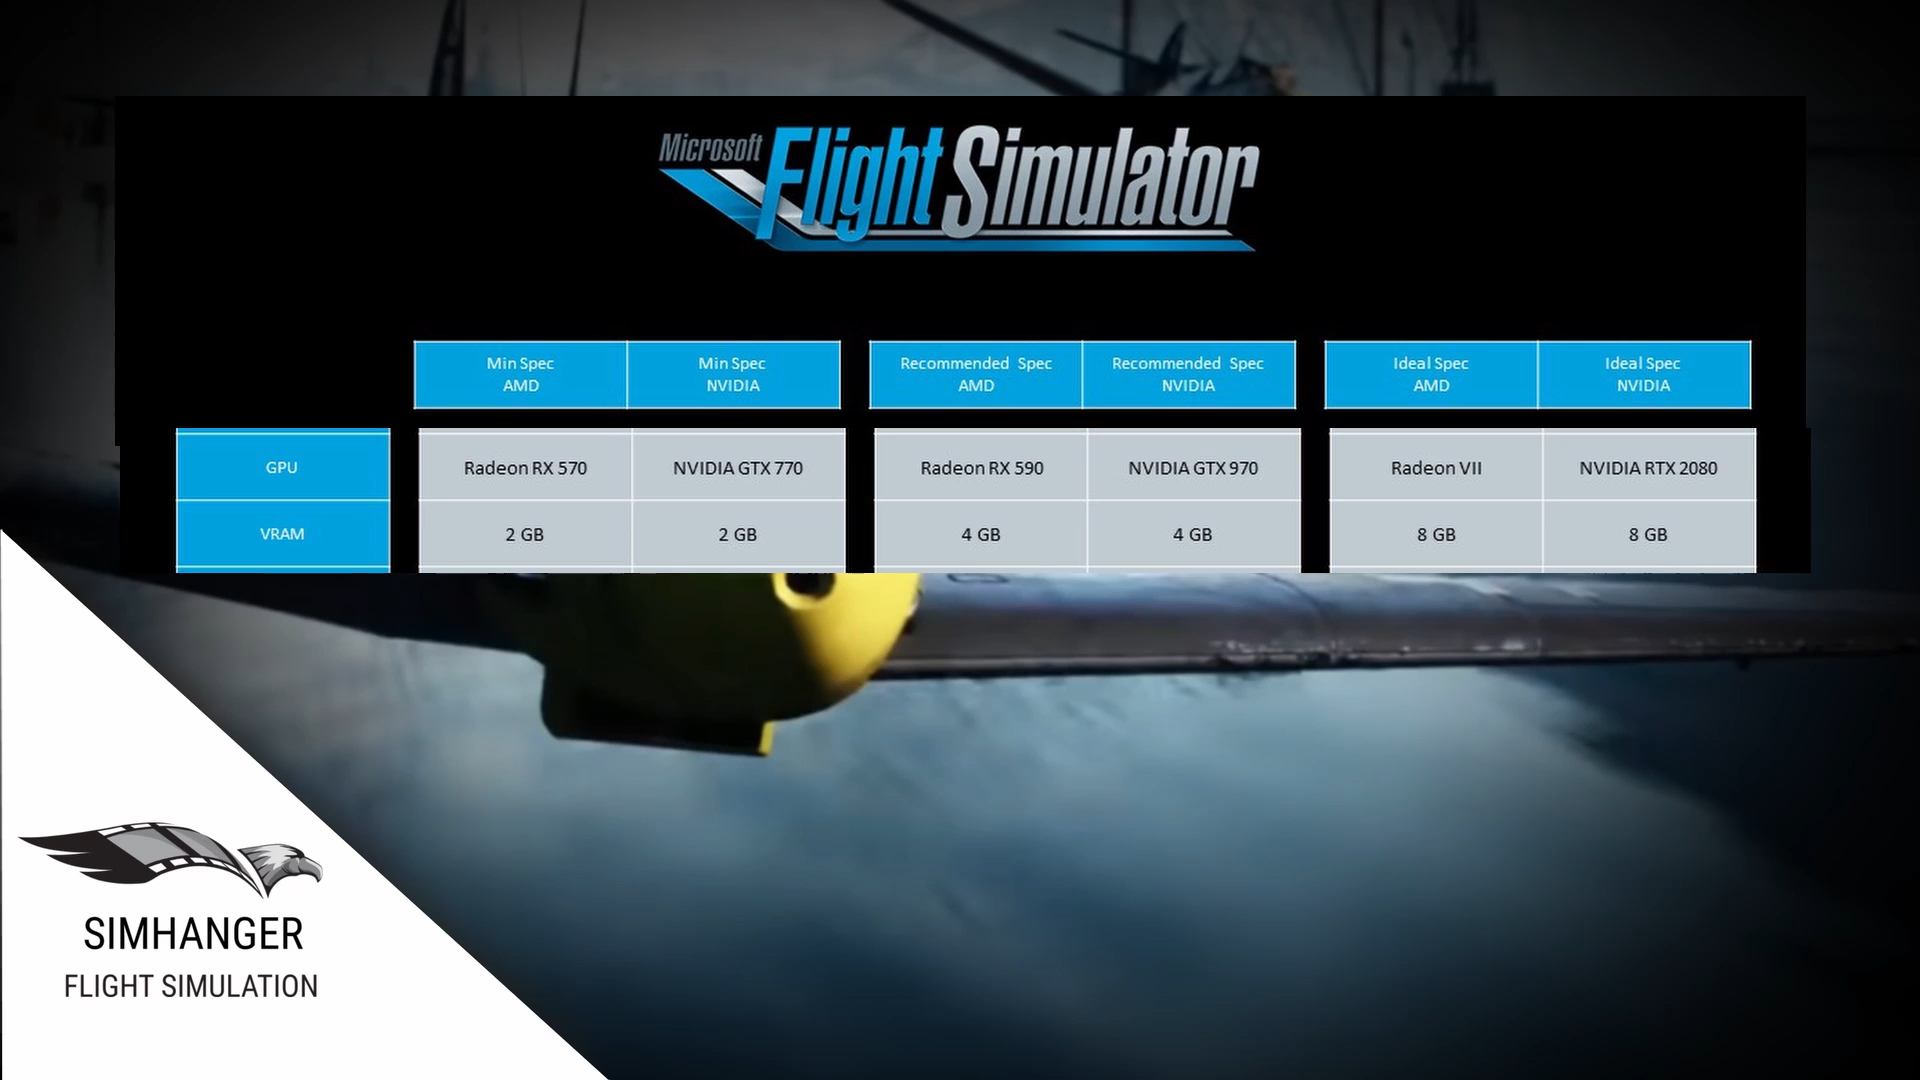 Microsoft Flight Simulator
Min Spec AMD
Min Spec NVIDIA
Recommended Spec AMD
Recommended Spec NVIDIA
Ideal Spec AMD
Ideal Spec NVIDIA
GPU
Radeon RX 570
NVIDIA GTX 770
Radeon RX 590
NVIDIA GTX 970
Radeon VII
NVIDIA RTX 2080
VRAM
2 GB
2 GB
4 GB
4 GB
8 GB
8 GB
SIMHANGER
FLIGHT SIMULATION